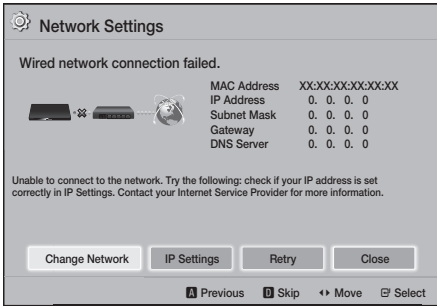 Network Settings
Wired network connection failed.
MAC Address XX:XX:XX:XX:XX:XX
IP Address 0. 0. 0. 0
Subnet Mask 0. 0. 0. 0
Gateway 0. 0. 0. 0
DNS Server 0. 0. 0. 0
Unable to connect to the network. Try the following: check if your IP address is set
correctly in IP Settings. Contact your Internet Service Provider for more information.
Change Network IP Settings Retry Close
A Previous D Skip Move Select